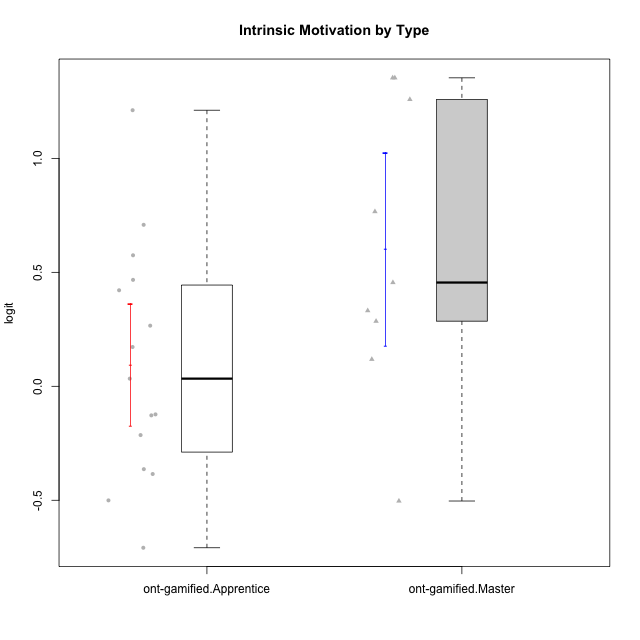 Intrinsic Motivation by Type
logit
1.0
0.5
0.0
-0.5
ont-gamified.Apprentice
ont-gamified.Master